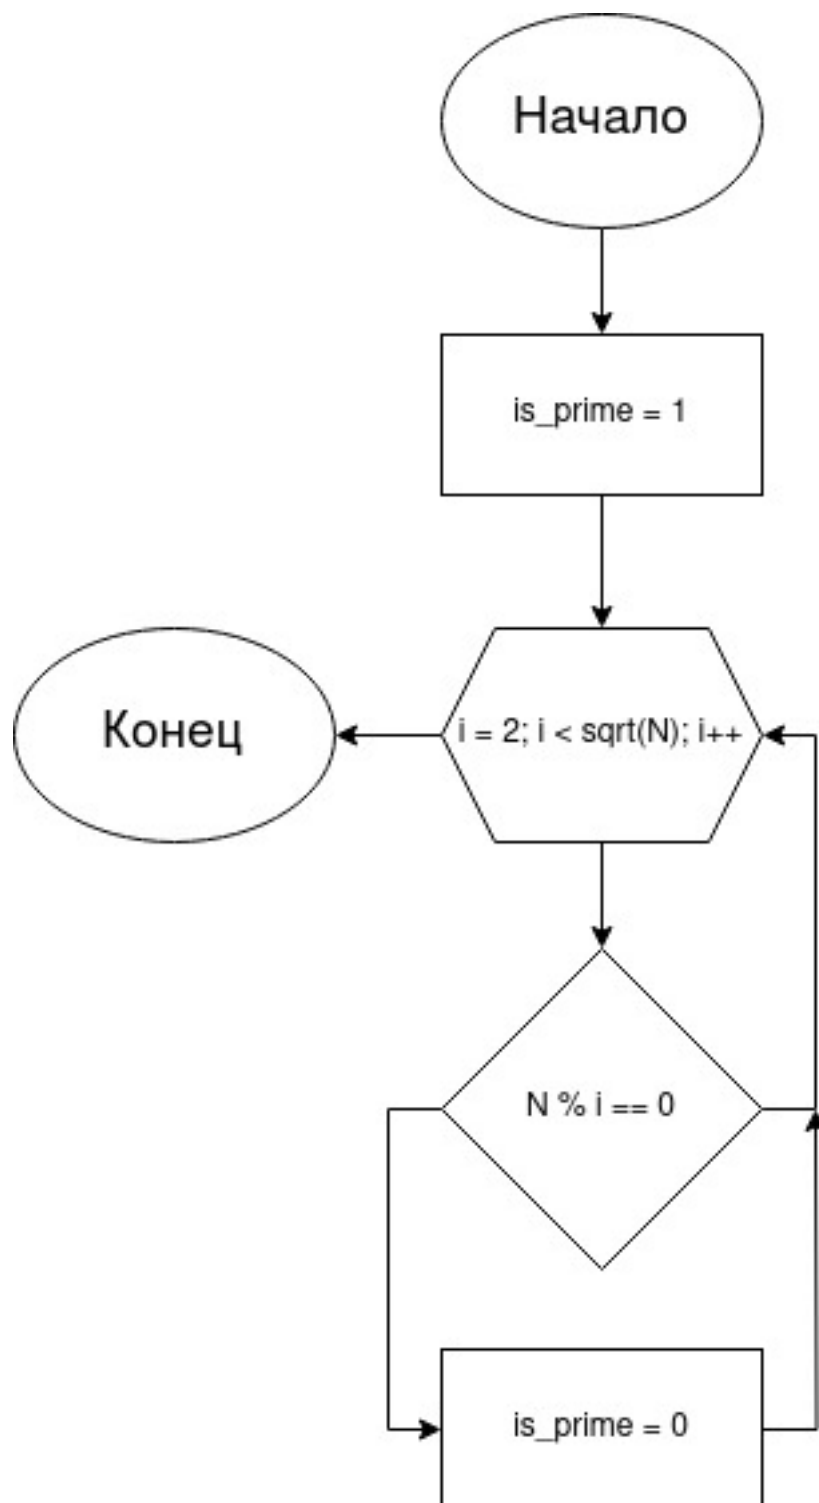 Начало
is_prime = 1
Конец
i = 2; i < sqrt(N); i++
N % i == 0
is_prime = 0